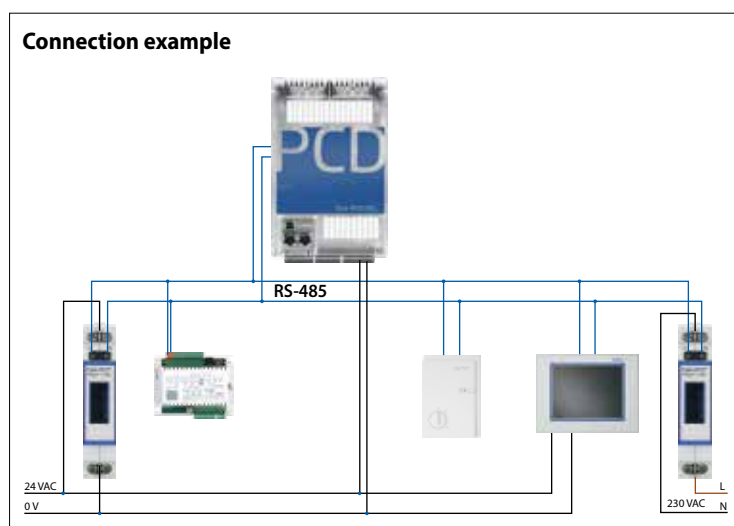 Connection example
PCD
RS-485
24 VAC
0 V
L
230 VAC N